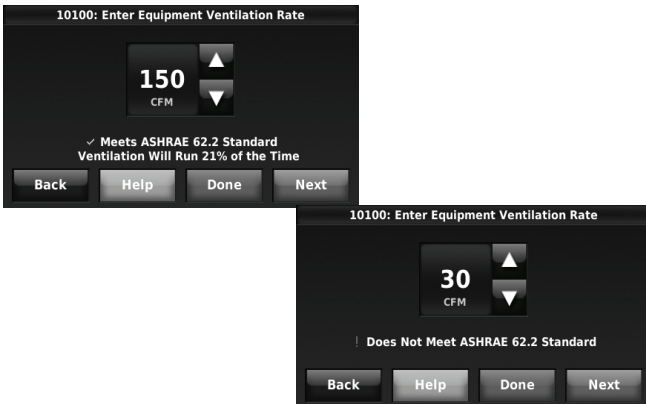 10100: Enter Equipment Ventilation Rate
150
CFM
✓ Meets ASHRAE 62.2 Standard
Ventilation Will Run 21% of the Time
Back Help Done Next
10100: Enter Equipment Ventilation Rate
30
CFM
! Does Not Meet ASHRAE 62.2 Standard
Back Help Done Next